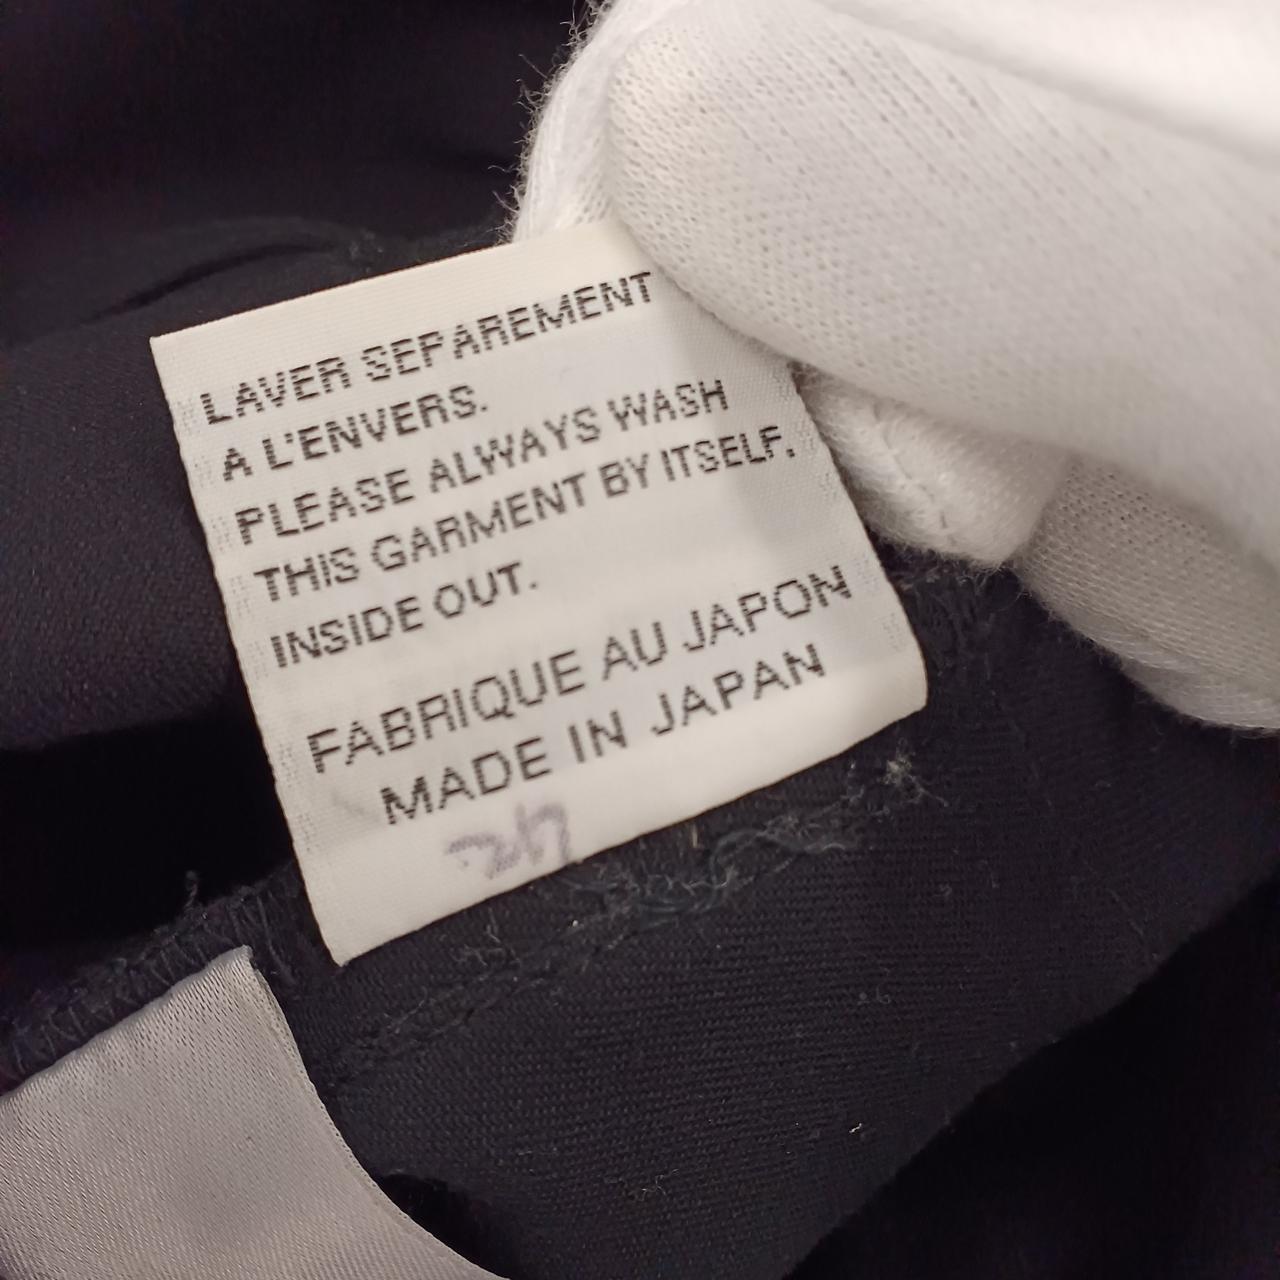 LAVER SEPAREMENT
A L'ENVERS.
PLEASE ALWAYS WASH
THIS GARMENT BY ITSELF.
INSIDE OUT.
FABRIQUE AU JAPON
MADE IN JAPAN